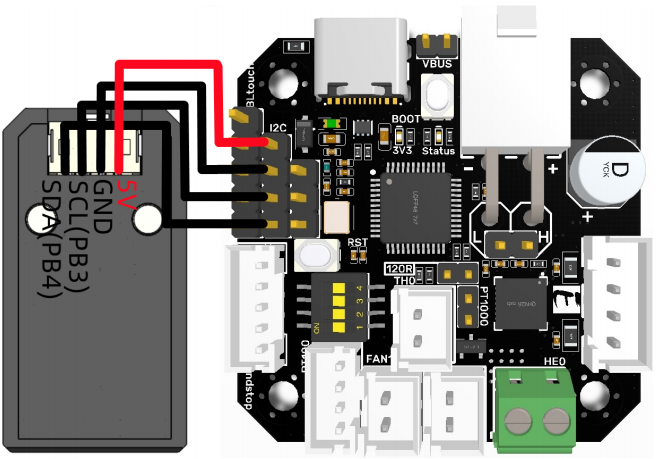 5V
GND
SCL(PB3)
SDA(PB4)
BLtouch
I2C
VBUS
BOOT
3V3
Status
-
+
D
YCK
+
L
H
RST
120R
TH0
PT1000
4
3
2
1
ON
E
FAN1
HE0